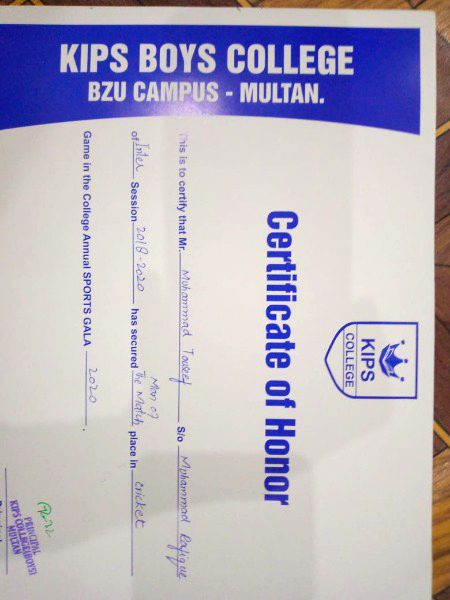 KIPS BOYS COLLEGE
BZU CAMPUS - MULTAN.
KIPS
COLLEGE
Certificate of Honor
This is to certify that Mr. Muhammad Toseef S/o Muhammad Rafique
of Inter Session 2018-2020 has secured Man of The Match place in cricket
Game in the College Annual SPORTS GALA 2020.
PRINCIPAL
KIPS COLLEGE (BOYS)
MULTAN